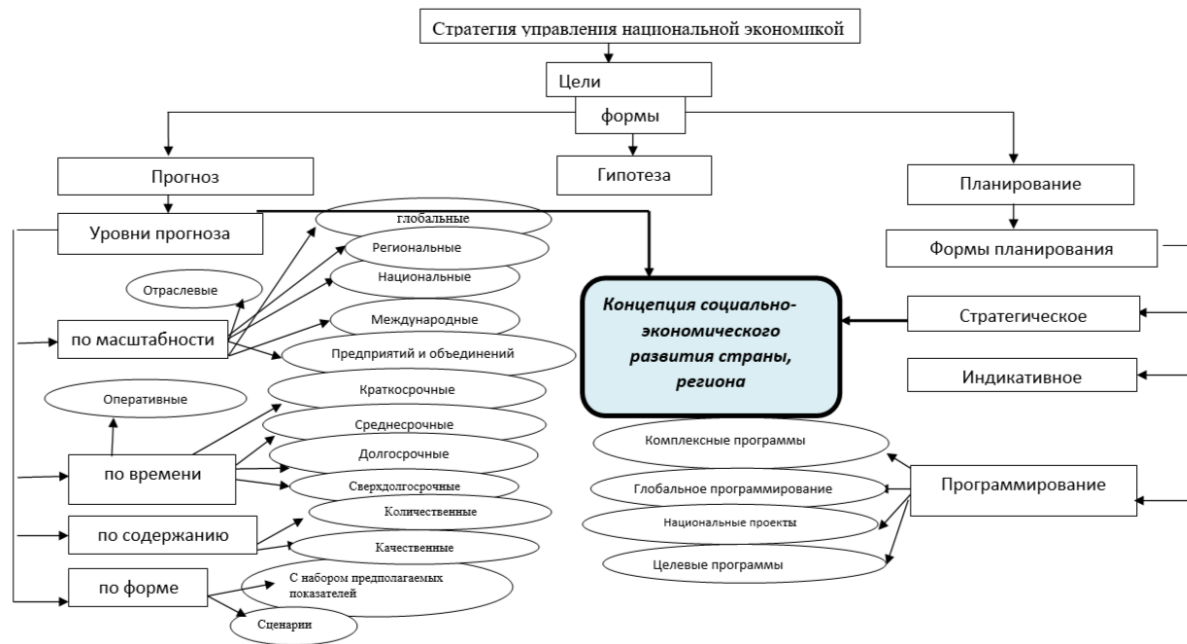 Стратегия управления национальной экономикой
Цели
формы
Прогноз
Гипотеза
Планирование
Уровни прогноза
глобальные
Региональные
Национальные
Отраслевые
Международные
по масштабности
Предприятий и объединений
Краткосрочные
Оперативные
Среднесрочные
Долгосрочные
по времени
Сверхдолгосрочные
Количественные
по содержанию
Качественные
С набором предполагаемых
показателей
по форме
Сценарии
Концепция социально-
экономического
развития страны,
региона
Формы планирования
Стратегическое
Индикативное
Комплексные программы
Глобальное программирование
Программирование
Национальные проекты
Целевые программы